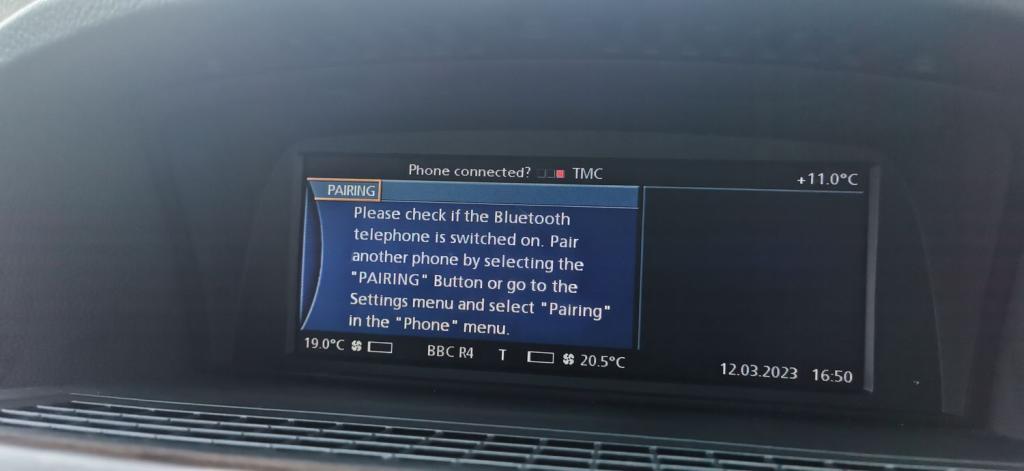 Phone connected? TMC
+11.0°C
PAIRING
Please check if the Bluetooth
telephone is switched on. Pair
another phone by selecting the
"PAIRING" Button or go to the
Settings menu and select "Pairing"
in the "Phone" menu.
19.0°C BBC R4 T 20.5°C
12.03.2023 16:50